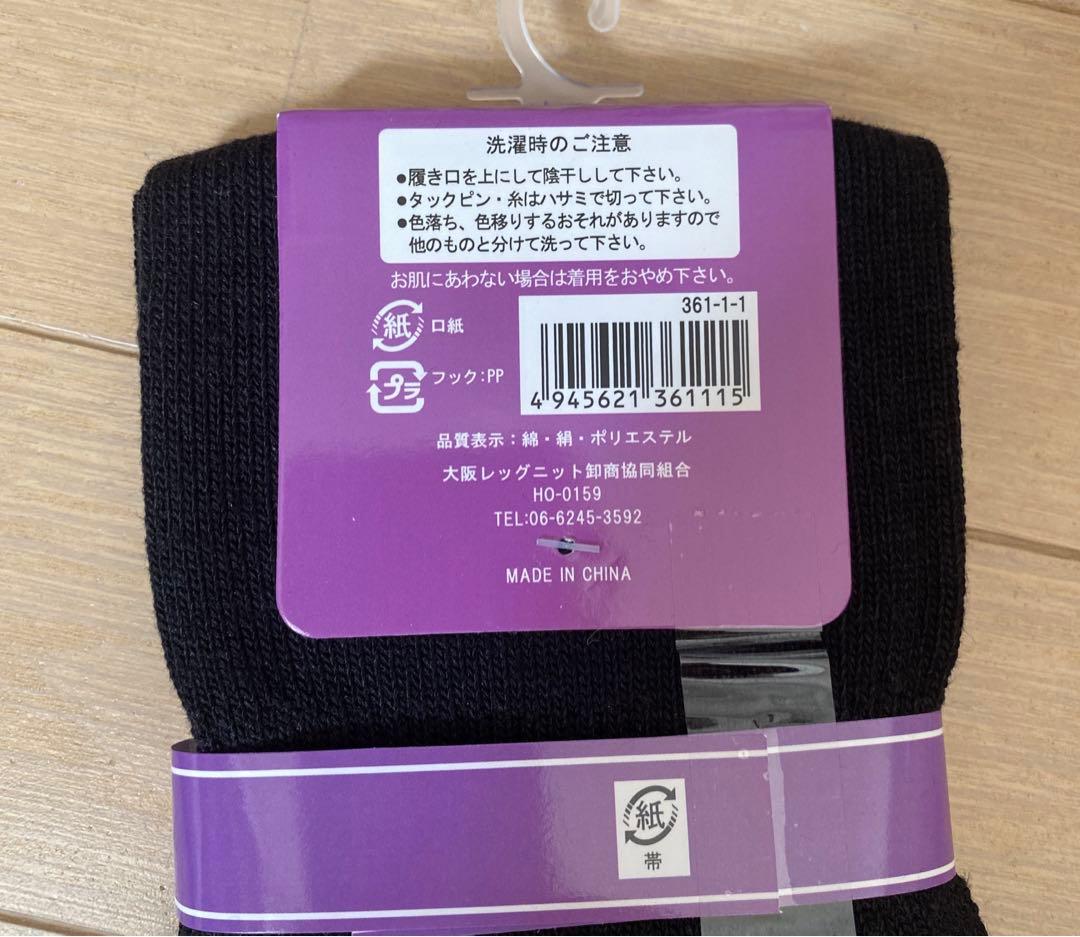 洗濯時のご注意
●履き口を上にして陰干しして下さい。
●タックピン・糸はハサミで切って下さい。
●色落ち、色移りするおそれがありますので
他のものと分けて洗って下さい。
お肌にあわない場合は着用をおやめ下さい。
紙 口紙
プラ フック:PP
361-1-1
4 945621 361115
品質表示:綿・絹・ポリエステル
大阪レッグニット卸商協同組合
HO-0159
TEL:06-6245-3592
MADE IN CHINA
紙
帯